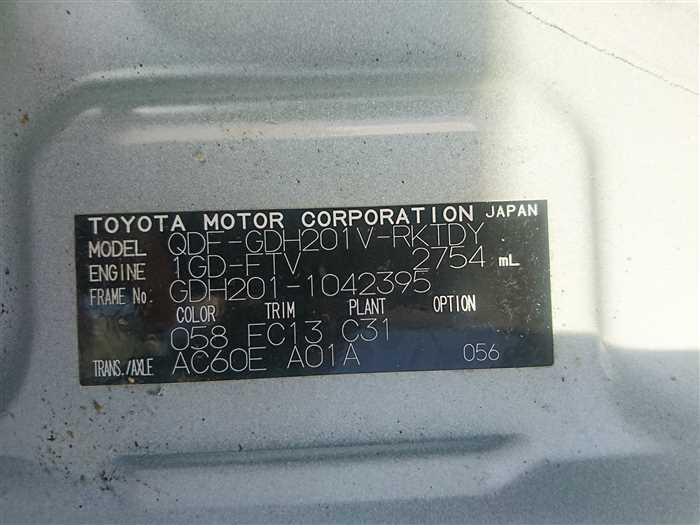 TOYOTA MOTOR CORPORATION JAPAN
MODEL QDF-GDH201V-RKTDY
ENGINE 1GD-FTV 2754 mL
FRAME No: GDH201-1042395
COLOR TRIM PLANT OPTION
058 FC13 C31
TRANS./AXLE AC60E A01A 056